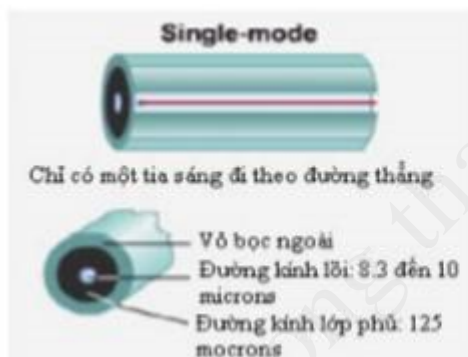 Single-mode
Chỉ có một tia sáng đi theo đường thẳng
Vỏ bọc ngoài
Đường kính lõi: 8.3 đến 10
microns
Đường kính lớp phủ: 125
mocrons